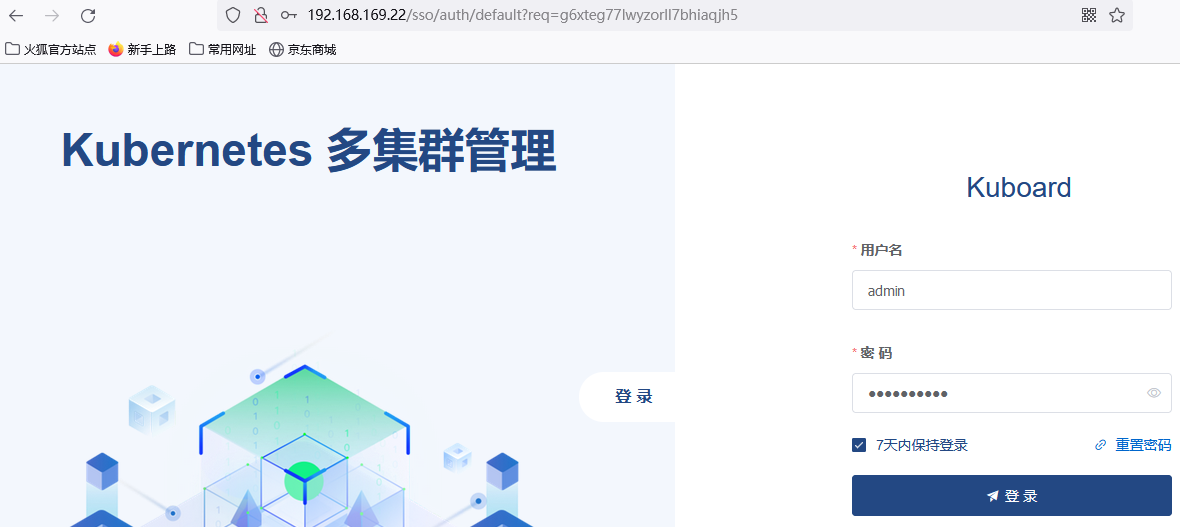 192.168.169.22/sso/auth/default?req=g6xteg77lwyzorll7bhiaqjh5
火狐官方站点 新手上路 常用网址 京东商城
Kubernetes 多集群管理
登 录
Kuboard
* 用户名
admin
* 密 码
7天内保持登录 重置密码
登 录